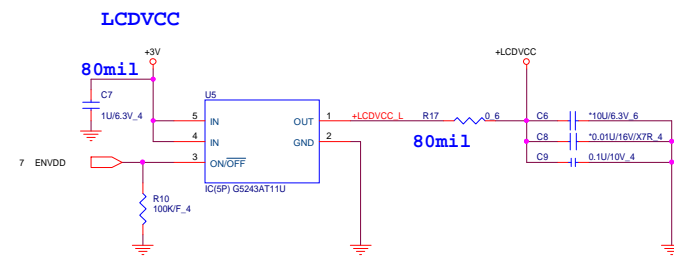 LCDVCC
+3V
+LCDVCC
80mil
C7
1U/6.3V_4
U5
5 IN
4 IN
3 ON/OFF
OUT 1
GND 2
IC(5P) G5243AT11U
+LCDVCC_L
R17 0_6
80mil
C6 *10U/6.3V_6
C8 *0.01U/16V/X7R_4
C9 0.1U/10V_4
7 ENVDD
R10
100K/F_4